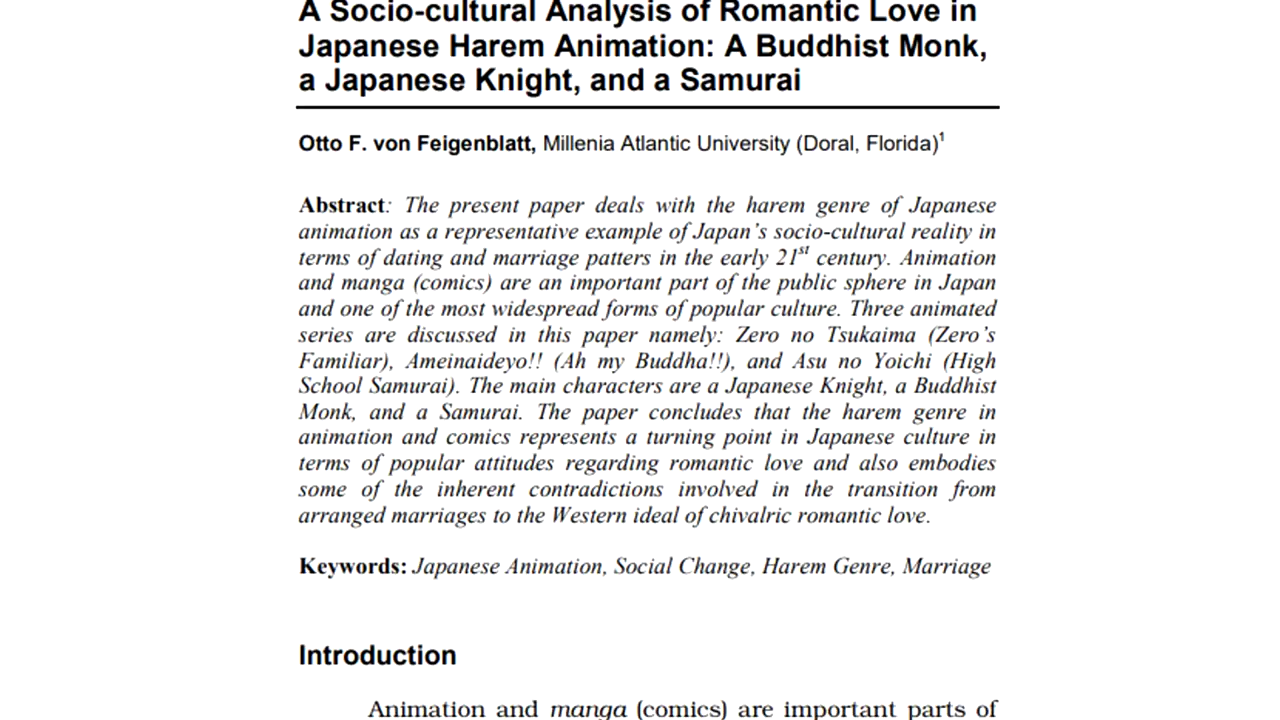 A Socio-cultural Analysis of Romantic Love in
Japanese Harem Animation: A Buddhist Monk,
a Japanese Knight, and a Samurai
Otto F. von Feigenblatt, Millenia Atlantic University (Doral, Florida)1
Abstract: The present paper deals with the harem genre of Japanese
animation as a representative example of Japan's socio-cultural reality in
terms of dating and marriage patters in the early 21st century. Animation
and manga (comics) are an important part of the public sphere in Japan
and one of the most widespread forms of popular culture. Three animated
series are discussed in this paper namely: Zero no Tsukaima (Zero's
Familiar), Ameinaideyo!! (Ah my Buddha!!), and Asu no Yoichi (High
School Samurai). The main characters are a Japanese Knight, a Buddhist
Monk, and a Samurai. The paper concludes that the harem genre in
animation and comics represents a turning point in Japanese culture in
terms of popular attitudes regarding romantic love and also embodies
some of the inherent contradictions involved in the transition from
arranged marriages to the Western ideal of chivalric romantic love.
Keywords: Japanese Animation, Social Change, Harem Genre, Marriage
Introduction
Animation and manga (comics) are important parts of